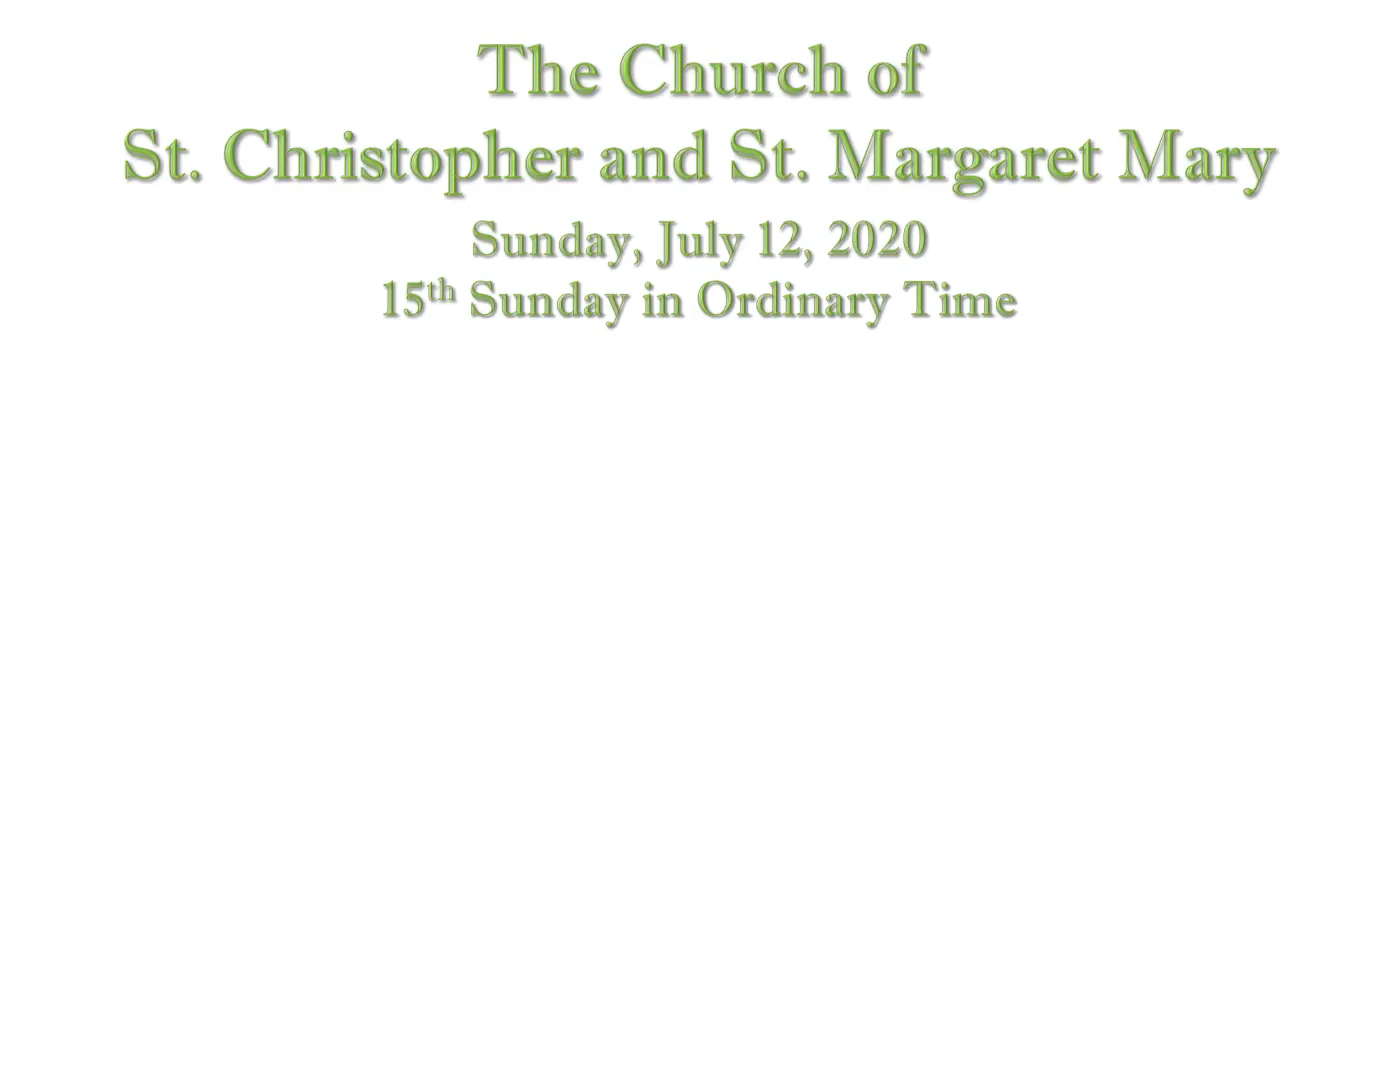 The Church of
St. Christopher and St. Margaret Mary
Sunday, July 12, 2020
15th Sunday in Ordinary Time